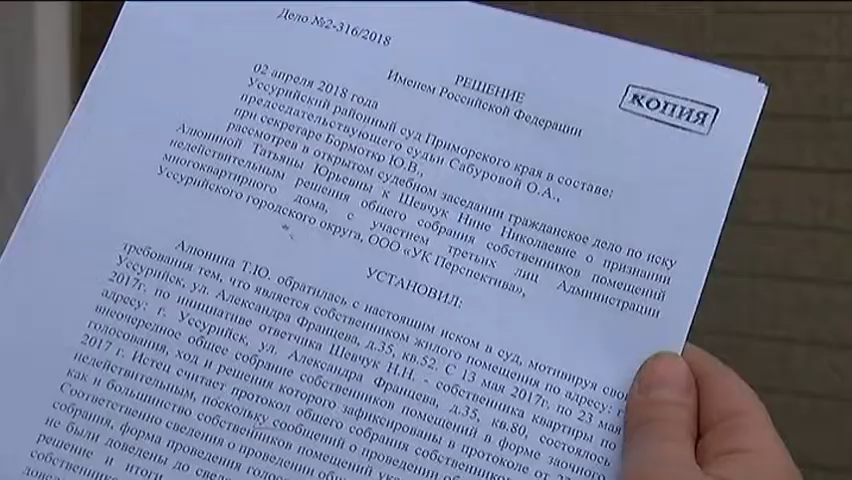 Дело №2-316/2018
КОПИЯ
РЕШЕНИЕ
Именем Российской Федерации
02 апреля 2018 года
Уссурийский районный суд Приморского края в составе:
председательствующего судьи Сабуровой О.А.,
при секретаре Бормотко Ю.В.,
рассмотрев в открытом судебном заседании гражданское дело по иску
Алюниной Татьяны Юрьевны к Шевчук Нине Николаевне о признании
недействительным решения общего собрания собственников помещений
многоквартирного дома, с участием третьих лиц Администрации
Уссурийского городского округа, ООО «УК Перспектива»,
УСТАНОВИЛ:
Алюнина Т.Ю. обратилась с настоящим иском в суд, мотивируя свои
требования тем, что является собственником жилого помещения по адресу: г.
Уссурийск, ул. Александра Францева, д.35, кв.52. С 13 мая 2017г. по 23 мая
2017г. по инициативе ответчика Шевчук Н.Н. - собственника квартиры по
адресу: г. Уссурийск, ул. Александра Францева, д.35, кв.80, состоялось
внеочередное общее собрание собственников помещений в форме заочного
голосования, ход и решения которого зафиксированы в протоколе от
2017 г. Истец считает протокол общего собрания собственников
недействительным, поскольку сообщений о проведении
как и большинство собственников помещений
Соответственно сведения о проведении
собрания, форма проведения
не были доведены до
решение и итоги